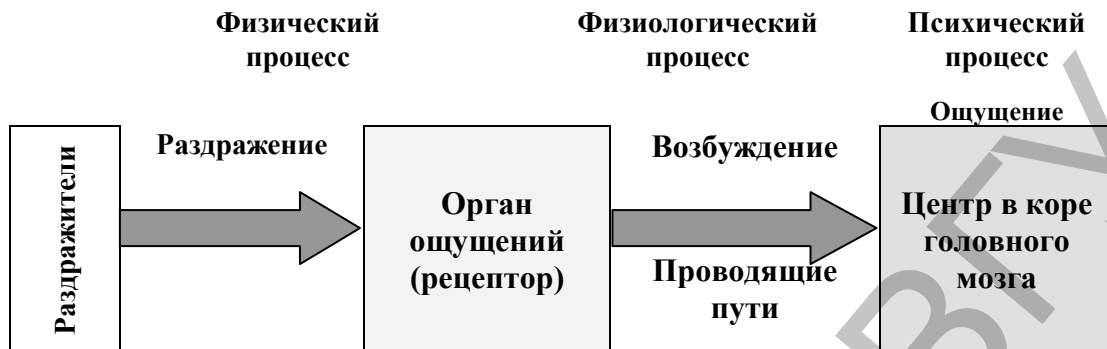 Физический
процесс
Физиологический
процесс
Психический
процесс
Раздражители
Раздражение
Орган
ощущений
(рецептор)
Возбуждение
Проводящие
пути
Ощущение
Центр в коре
головного
мозга
ВГУ